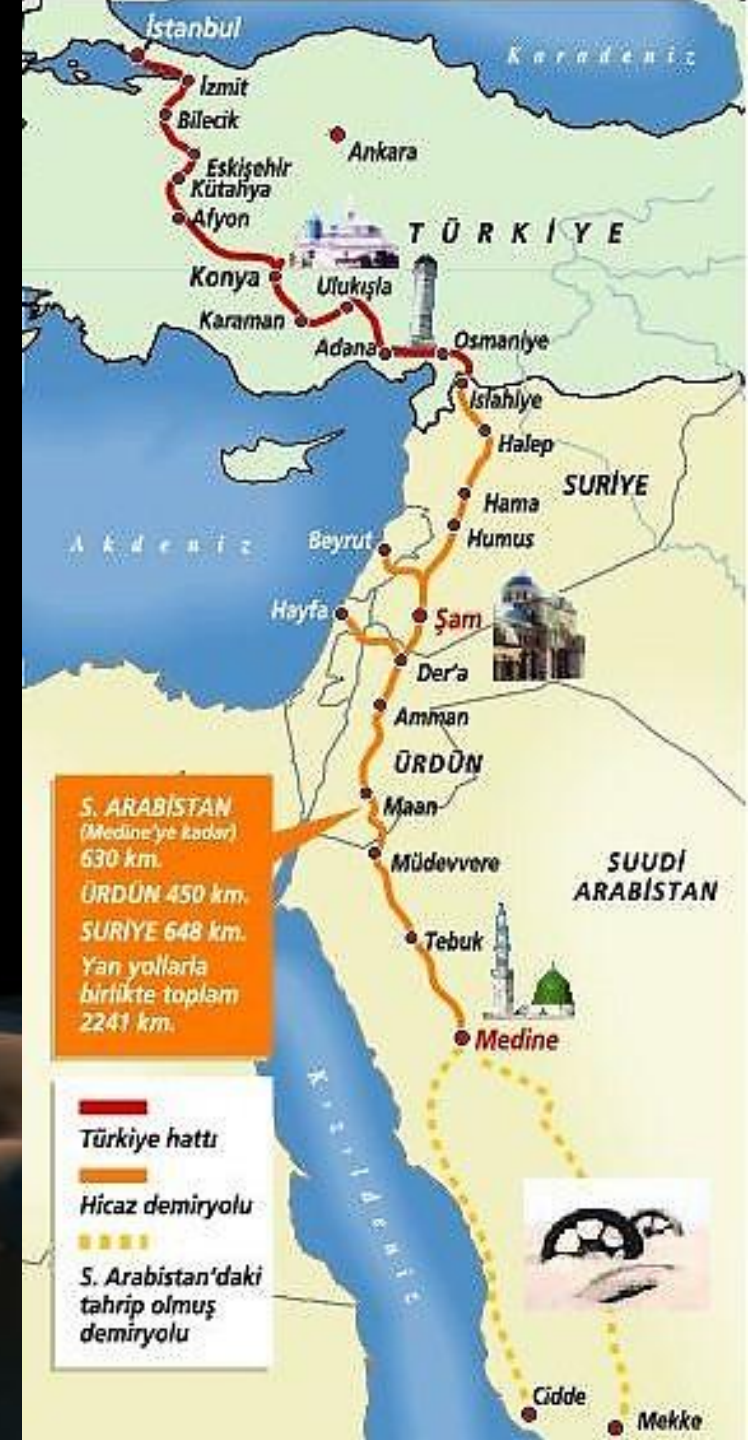 İstanbul
Karadeniz
İzmit
Bilecik
Ankara
Eskişehir
Kütahya
Afyon
TÜRKİYE
Konya
Ulukışla
Karaman
Adana
Osmaniye
İslahiye
Halep
SURİYE
Hama
Akdeniz
Beyrut
Humus
Hayfa
Şam
Der'a
Amman
ÜRDÜN
Maan
S. ARABİSTAN
(Medine'ye kadar)
630 km.
ÜRDÜN 450 km.
SURİYE 648 km.
Yan yollarla
birlikte toplam
2241 km.
Müdevvere
SUUDİ
ARABİSTAN
Tebuk
Medine
Kızıldeniz
Türkiye hattı
Hicaz demiryolu
S. Arabistan'daki
tahrip olmuş
demiryolu
Cidde
Mekke